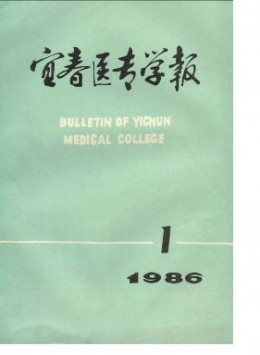 宜春医专学报
BULLETIN OF YICHUN
MEDICAL COLLEGE
1
1986